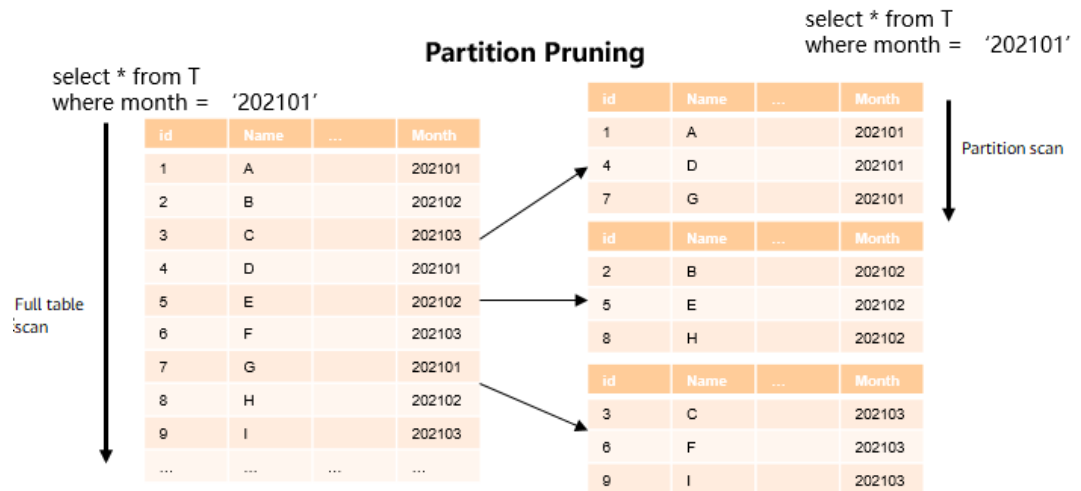 Partition Pruning
select * from T
where month = ‘202101’
Full table
scan
id Name ... Month
1 A 202101
2 B 202102
3 C 202103
4 D 202101
5 E 202102
6 F 202103
7 G 202101
8 H 202102
9 I 202103
... ... ... ...
select * from T
where month = ‘202101’
Partition scan
id Name ... Month
1 A 202101
4 D 202101
7 G 202101
id Name ... Month
2 B 202102
5 E 202102
8 H 202102
id Name ... Month
3 C 202103
6 F 202103
9 I 202103